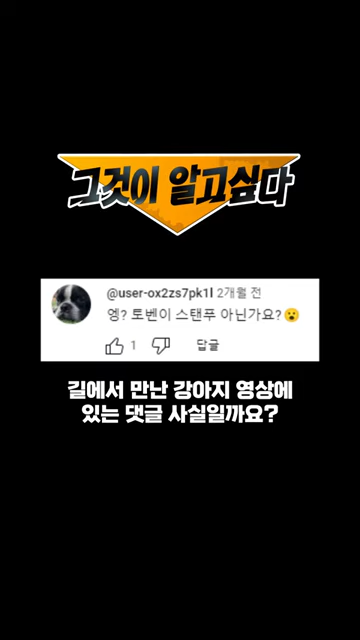 그것이 알고싶다
@user-ox2zs7pk1l 2개월 전
엥? 토벤이 스탠푸 아닌가요?😮
1 답글
길에서 만난 강아지 영상에
있는 댓글 사실일까요?